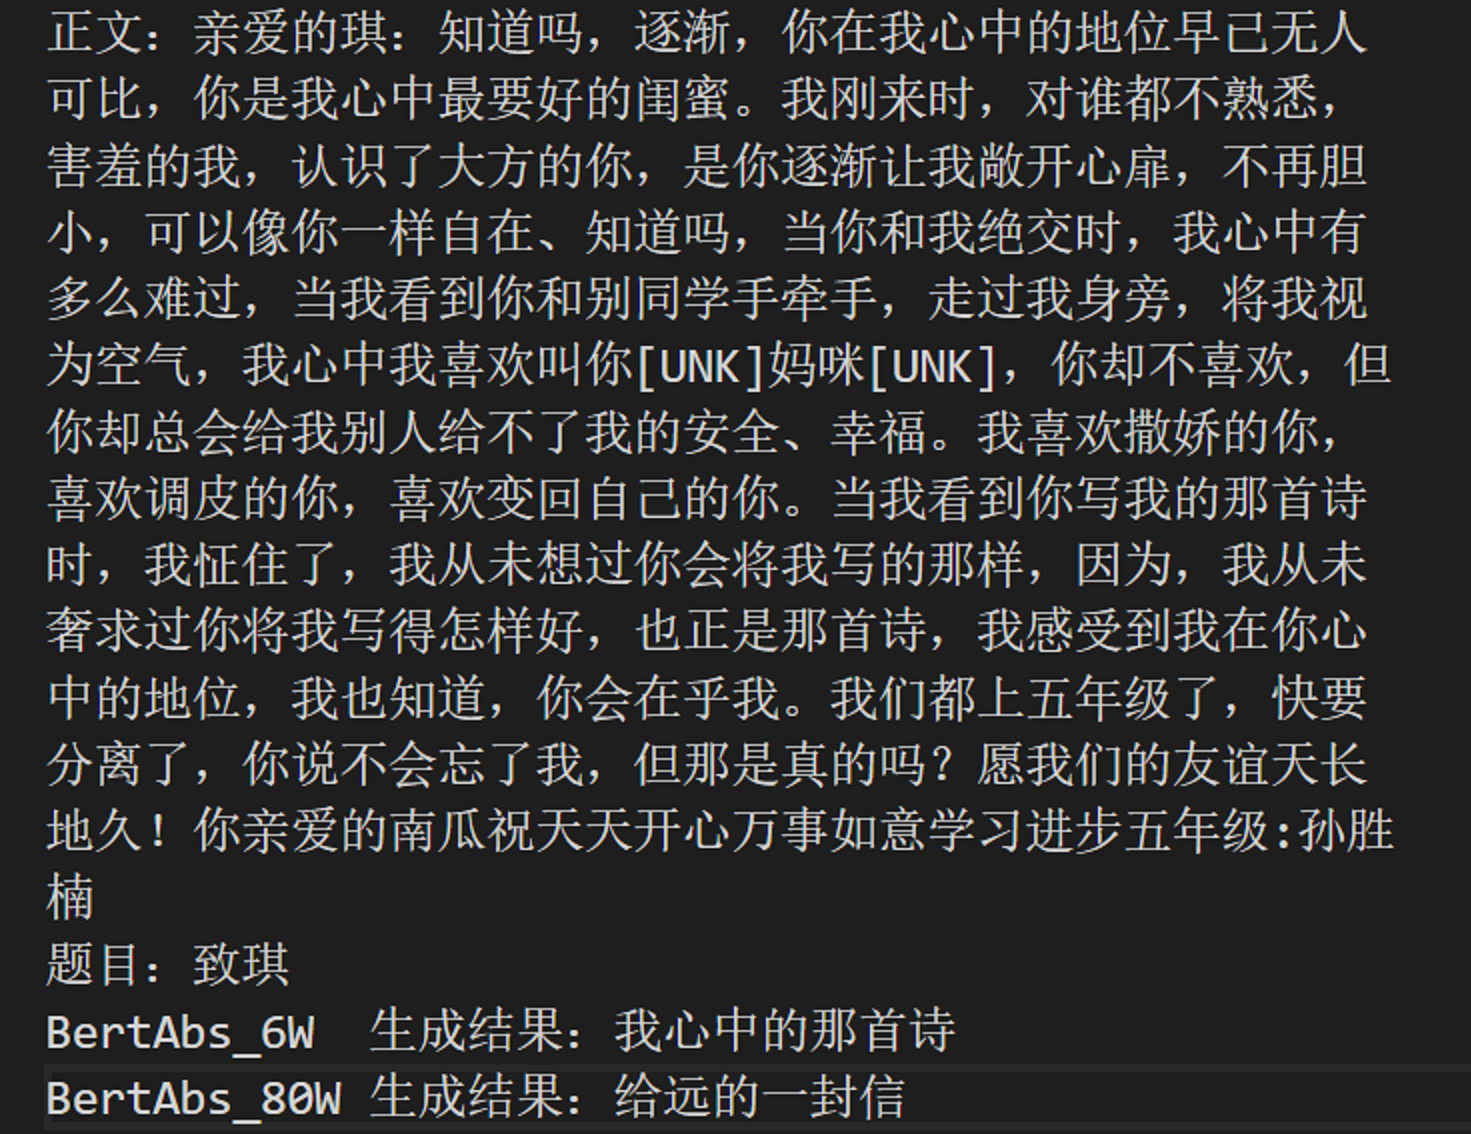 正文：亲爱的琪：知道吗，逐渐，你在我心中的地位早已无人
可比，你是我心中最要好的闺蜜。我刚来时，对谁都不熟悉，
害羞的我，认识了大方的你，是你逐渐让我敞开心扉，不再胆
小，可以像你一样自在、知道吗，当你和我绝交时，我心中有
多么难过，当我看到你和别同学手牵手，走过我身旁，将我视
为空气，我心中我喜欢叫你[UNK]妈咪[UNK]，你却不喜欢，但
你却总会给我别人给不了我的安全、幸福。我喜欢撒娇的你，
喜欢调皮的你，喜欢变回自己的你。当我看到你写我的那首诗
时，我怔住了，我从未想过你会将我写的那样，因为，我从未
奢求过你将我写得怎样好，也正是那首诗，我感受到我在你心
中的地位，我也知道，你会在乎我。我们都上五年级了，快要
分离了，你说不会忘了我，但那是真的吗？愿我们的友谊天长
地久！你亲爱的南瓜祝天天开心万事如意学习进步五年级:孙胜
楠
题目：致琪
BertAbs_6W  生成结果：我心中的那首诗
BertAbs_80W 生成结果：给远的一封信